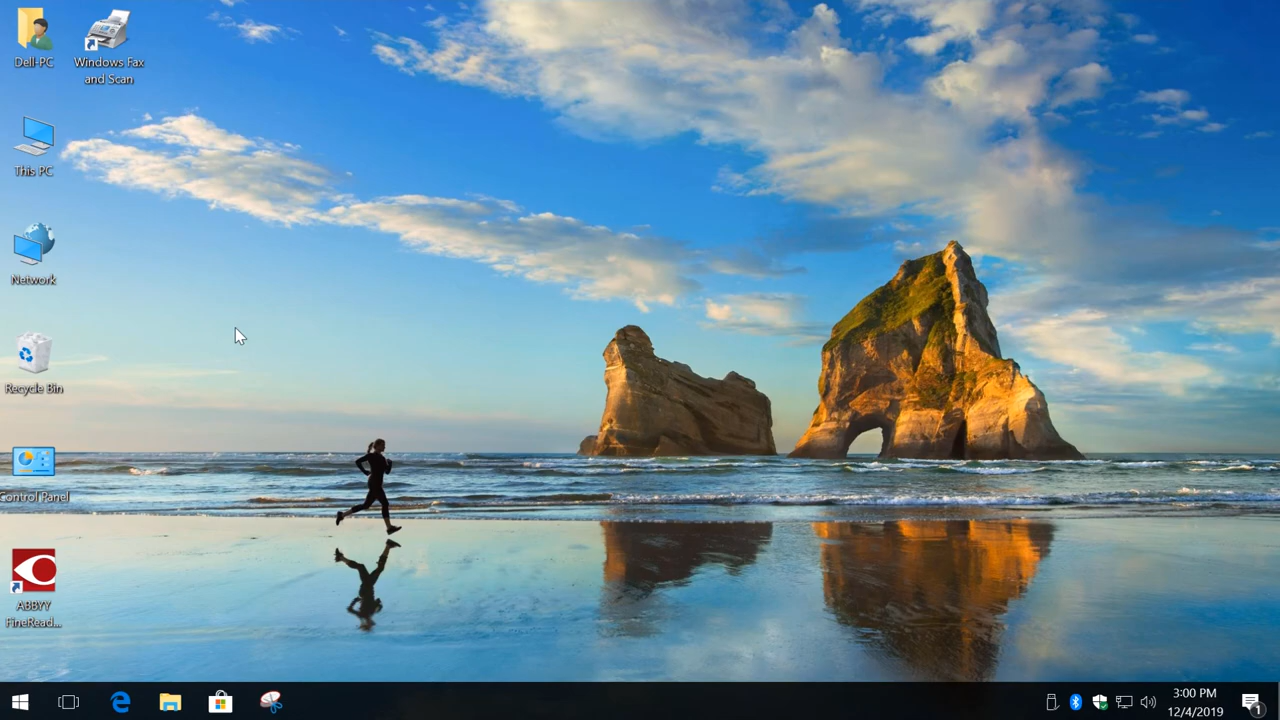 Dell-PC
Windows Fax
and Scan
This PC
Network
Recycle Bin
Control Panel
ABBYY
FineRead...
3:00 PM
12/4/2019
1